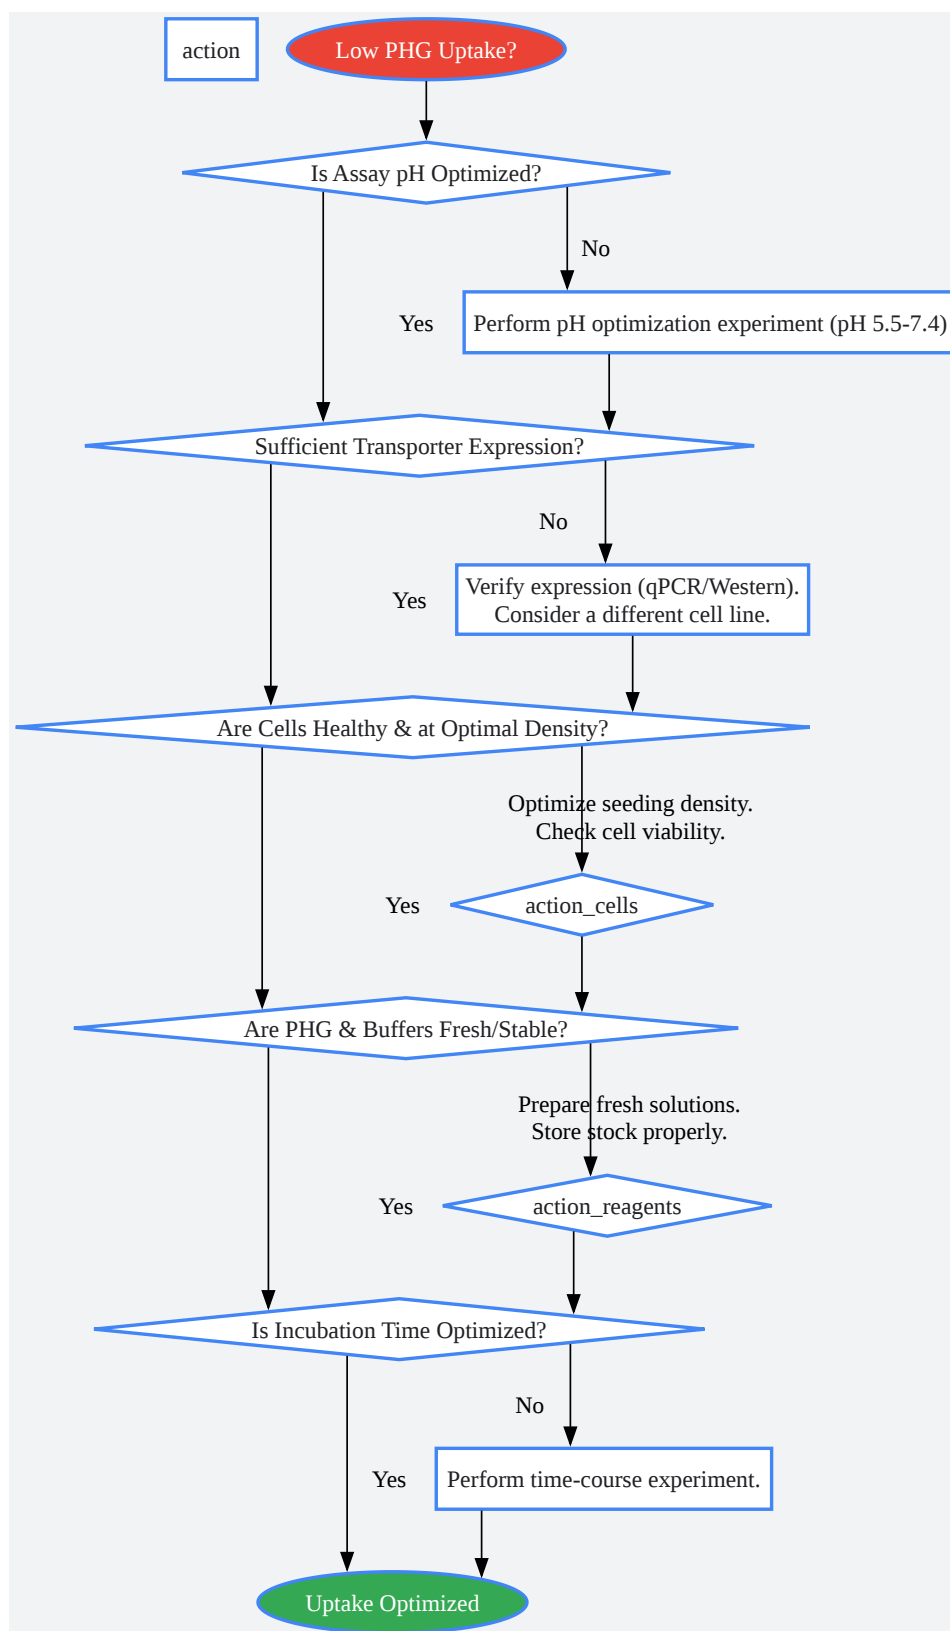 action
Low PHG Uptake?
Is Assay pH Optimized?
No
Yes
Perform pH optimization experiment (pH 5.5-7.4)
Sufficient Transporter Expression?
No
Yes
Verify expression (qPCR/Western).
Consider a different cell line.
Are Cells Healthy & at Optimal Density?
Optimize seeding density.
Check cell viability.
Yes
action_cells
Are PHG & Buffers Fresh/Stable?
Prepare fresh solutions.
Store stock properly.
Yes
action_reagents
Is Incubation Time Optimized?
No
Yes
Perform time-course experiment.
Uptake Optimized